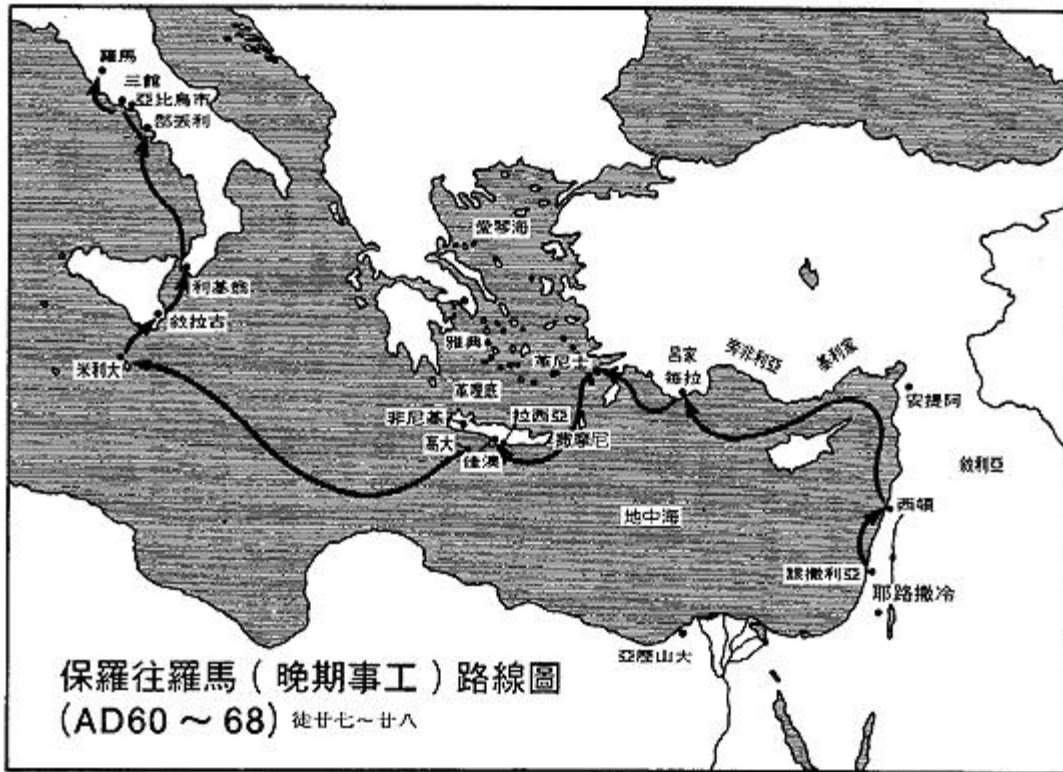 羅馬
三館
亞比烏市
部丟利
愛琴海
利基翁
敘拉古
米利大
雅典
革尼士
呂家
每拉
旁非利亞
基利家
安提阿
革哩底
非尼基
拉西亞
撒摩尼
高大
佳澳
敘利亞
地中海
西頓
該撒利亞
耶路撒冷
亞歷山大
保羅往羅馬（晚期事工）路線圖
(AD60～68) 徒廿七～廿八